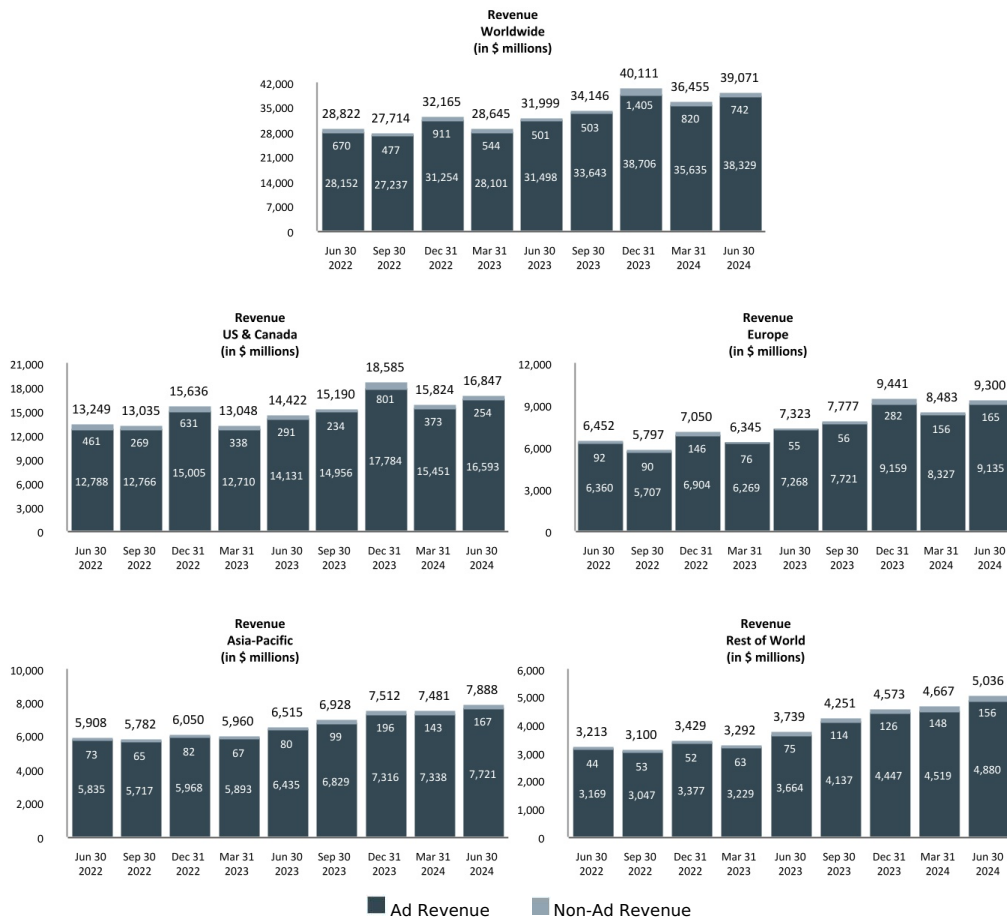 Revenue
Worldwide
(in $ millions)
42,000
35,000
28,000
21,000
14,000
7,000
0
28,822 27,714 32,165 28,645 31,999 34,146 40,111 36,455 39,071
670 477 911 544 501 503 1,405 820 742
28,152 27,237 31,254 28,101 31,498 33,643 38,706 35,635 38,329
Jun 30 Sep 30 Dec 31 Mar 31 Jun 30 Sep 30 Dec 31 Mar 31 Jun 30
2022 2022 2022 2023 2023 2023 2023 2024 2024
Revenue
US & Canada
(in $ millions)
21,000
18,000
15,000
12,000
9,000
6,000
3,000
0
13,249 13,035 15,636 13,048 14,422 15,190 18,585 15,824 16,847
461 269 631 338 291 234 801 373 254
12,788 12,766 15,005 12,710 14,131 14,956 17,784 15,451 16,593
Jun 30 Sep 30 Dec 31 Mar 31 Jun 30 Sep 30 Dec 31 Mar 31 Jun 30
2022 2022 2022 2023 2023 2023 2023 2024 2024
Revenue
Europe
(in $ millions)
12,000
9,000
6,000
3,000
0
6,452 5,797 7,050 6,345 7,323 7,777 9,441 8,483 9,300
92 90 146 76 55 56 282 156 165
6,360 5,707 6,904 6,269 7,268 7,721 9,159 8,327 9,135
Jun 30 Sep 30 Dec 31 Mar 31 Jun 30 Sep 30 Dec 31 Mar 31 Jun 30
2022 2022 2022 2023 2023 2023 2023 2024 2024
Revenue
Asia-Pacific
(in $ millions)
10,000
8,000
6,000
4,000
2,000
0
5,908 5,782 6,050 5,960 6,515 6,928 7,512 7,481 7,888
73 65 82 67 80 99 196 143 167
5,835 5,717 5,968 5,893 6,435 6,829 7,316 7,338 7,721
Jun 30 Sep 30 Dec 31 Mar 31 Jun 30 Sep 30 Dec 31 Mar 31 Jun 30
2022 2022 2022 2023 2023 2023 2023 2024 2024
Revenue
Rest of World
(in $ millions)
6,000
5,000
4,000
3,000
2,000
1,000
0
3,213 3,100 3,429 3,292 3,739 4,251 4,573 4,667 5,036
44 53 52 63 75 114 126 148 156
3,169 3,047 3,377 3,229 3,664 4,137 4,447 4,519 4,880
Jun 30 Sep 30 Dec 31 Mar 31 Jun 30 Sep 30 Dec 31 Mar 31 Jun 30
2022 2022 2022 2023 2023 2023 2023 2024 2024
Ad Revenue Non-Ad Revenue